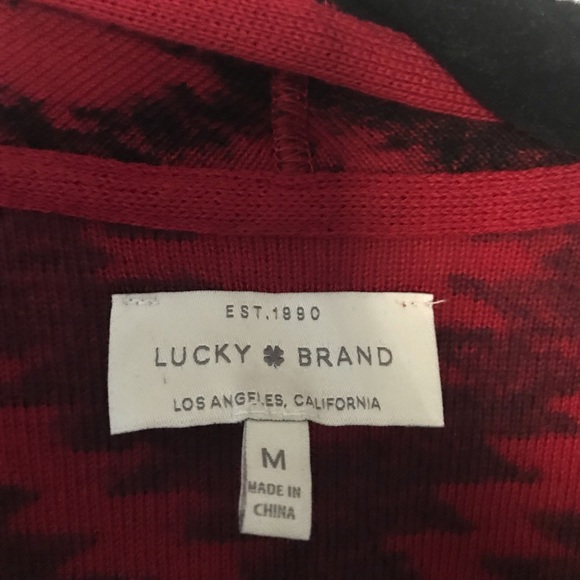 EST.1990
LUCKY BRAND
LOS ANGELES, CALIFORNIA
M
MADE IN
CHINA